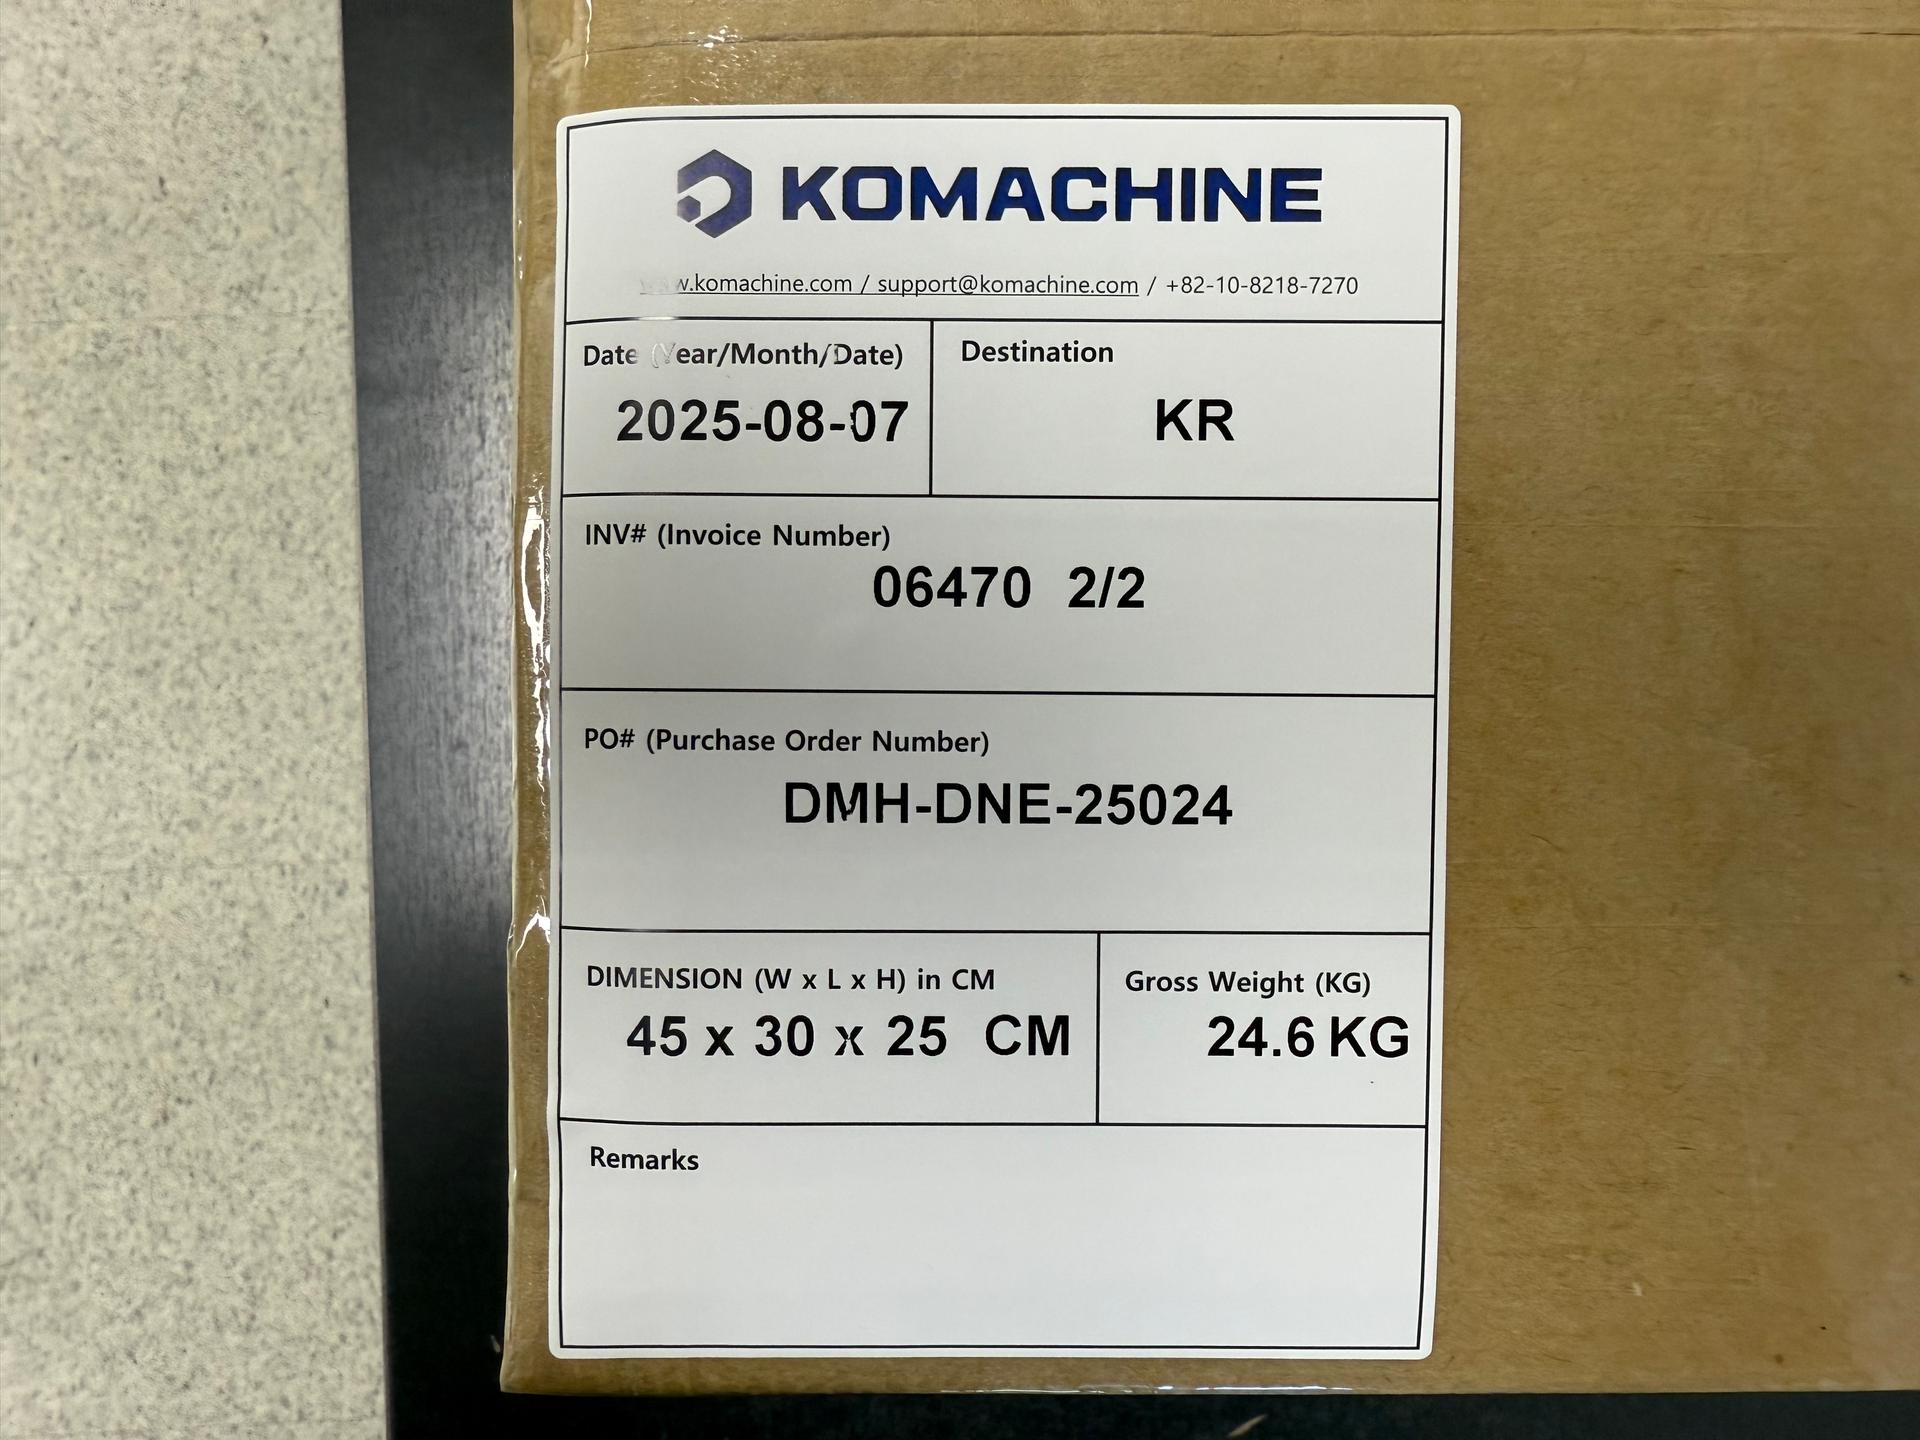 KOMACHINE
www.komachine.com / support@komachine.com / +82-10-8218-7270
Date (Year/Month/Date)
2025-08-07
Destination
KR
INV# (Invoice Number)
06470 2/2
PO# (Purchase Order Number)
DMH-DNE-25024
DIMENSION (W x L x H) in CM
45 x 30 x 25 CM
Gross Weight (KG)
24.6 KG
Remarks